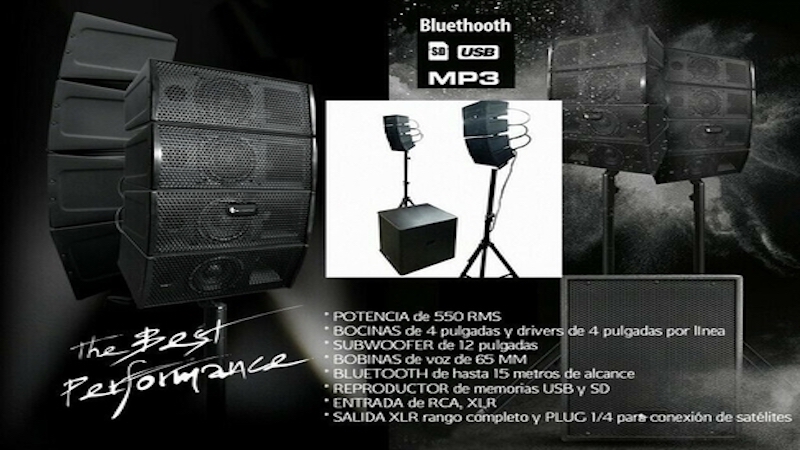 Bluethooth
SD USB
MP3
The Best
Performance
* POTENCIA de 550 RMS
* BOCINAS de 4 pulgadas y drivers de 4 pulgadas por línea
* SUBWOOFER de 12 pulgadas
* BOBINAS de voz de 65 MM
* BLUETOOTH de hasta 15 metros de alcance
* REPRODUCTOR de memorias USB y SD
* ENTRADA de RCA, XLR
* SALIDA XLR rango completo y PLUG 1/4 para conexión de satélites